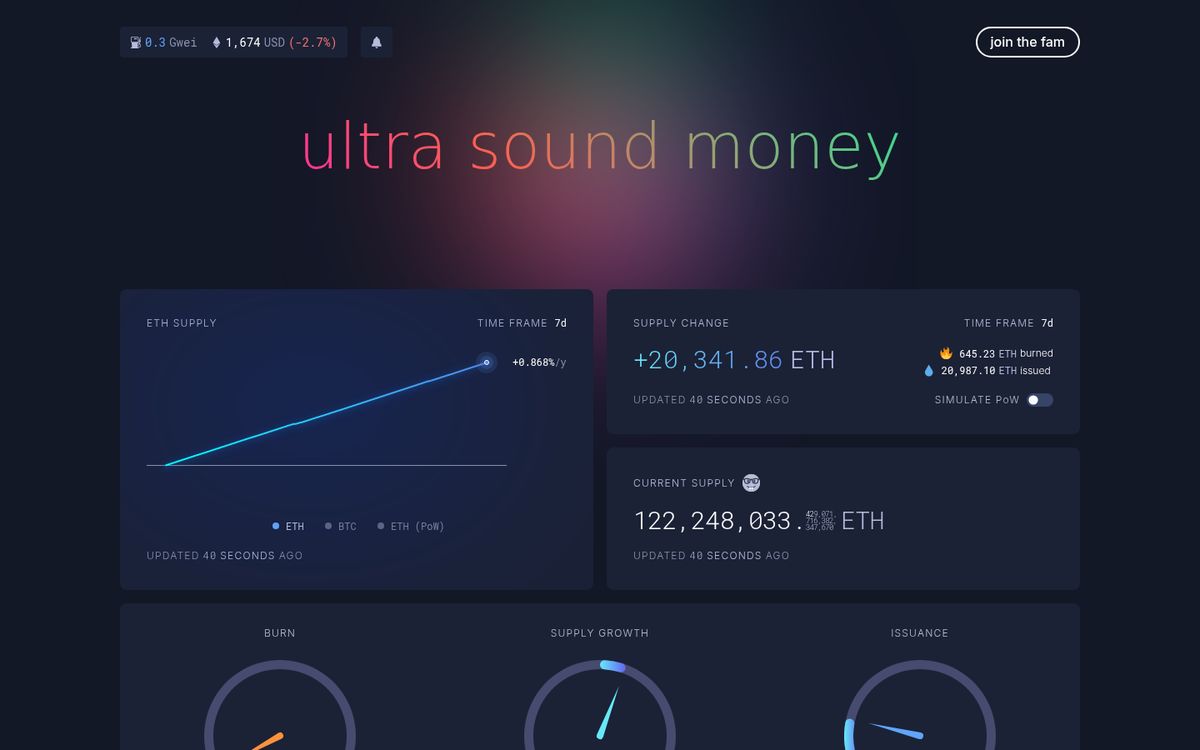 0.3 Gwei 1,674 USD (-2.7%)
join the fam
ultra sound money
ETH SUPPLY
TIME FRAME 7d
+0.868%/y
ETH BTC ETH (PoW)
UPDATED 40 SECONDS AGO
SUPPLY CHANGE
TIME FRAME 7d
+20,341.86 ETH
645.23 ETH burned
20,987.10 ETH issued
UPDATED 40 SECONDS AGO
SIMULATE PoW
CURRENT SUPPLY
122,248,033. ETH
UPDATED 40 SECONDS AGO
BURN
SUPPLY GROWTH
ISSUANCE